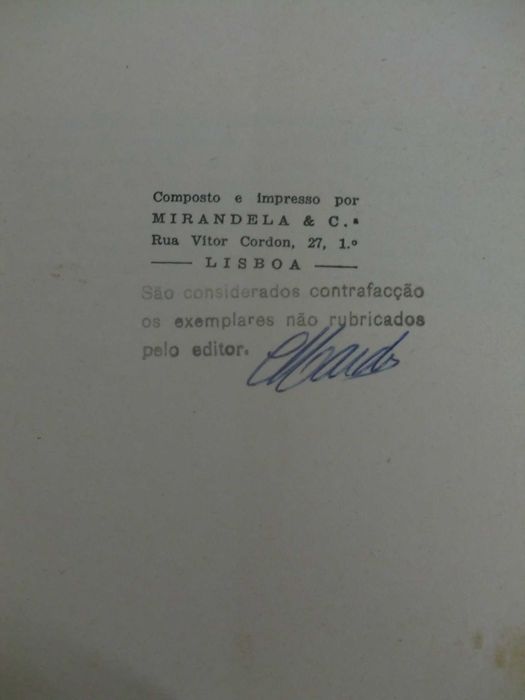 Composto e impresso por
MIRANDELA & C.ª
Rua Vítor Cordon, 27, 1.º
LISBOA
São considerados contrafacção
os exemplares não rubricados
pelo editor.